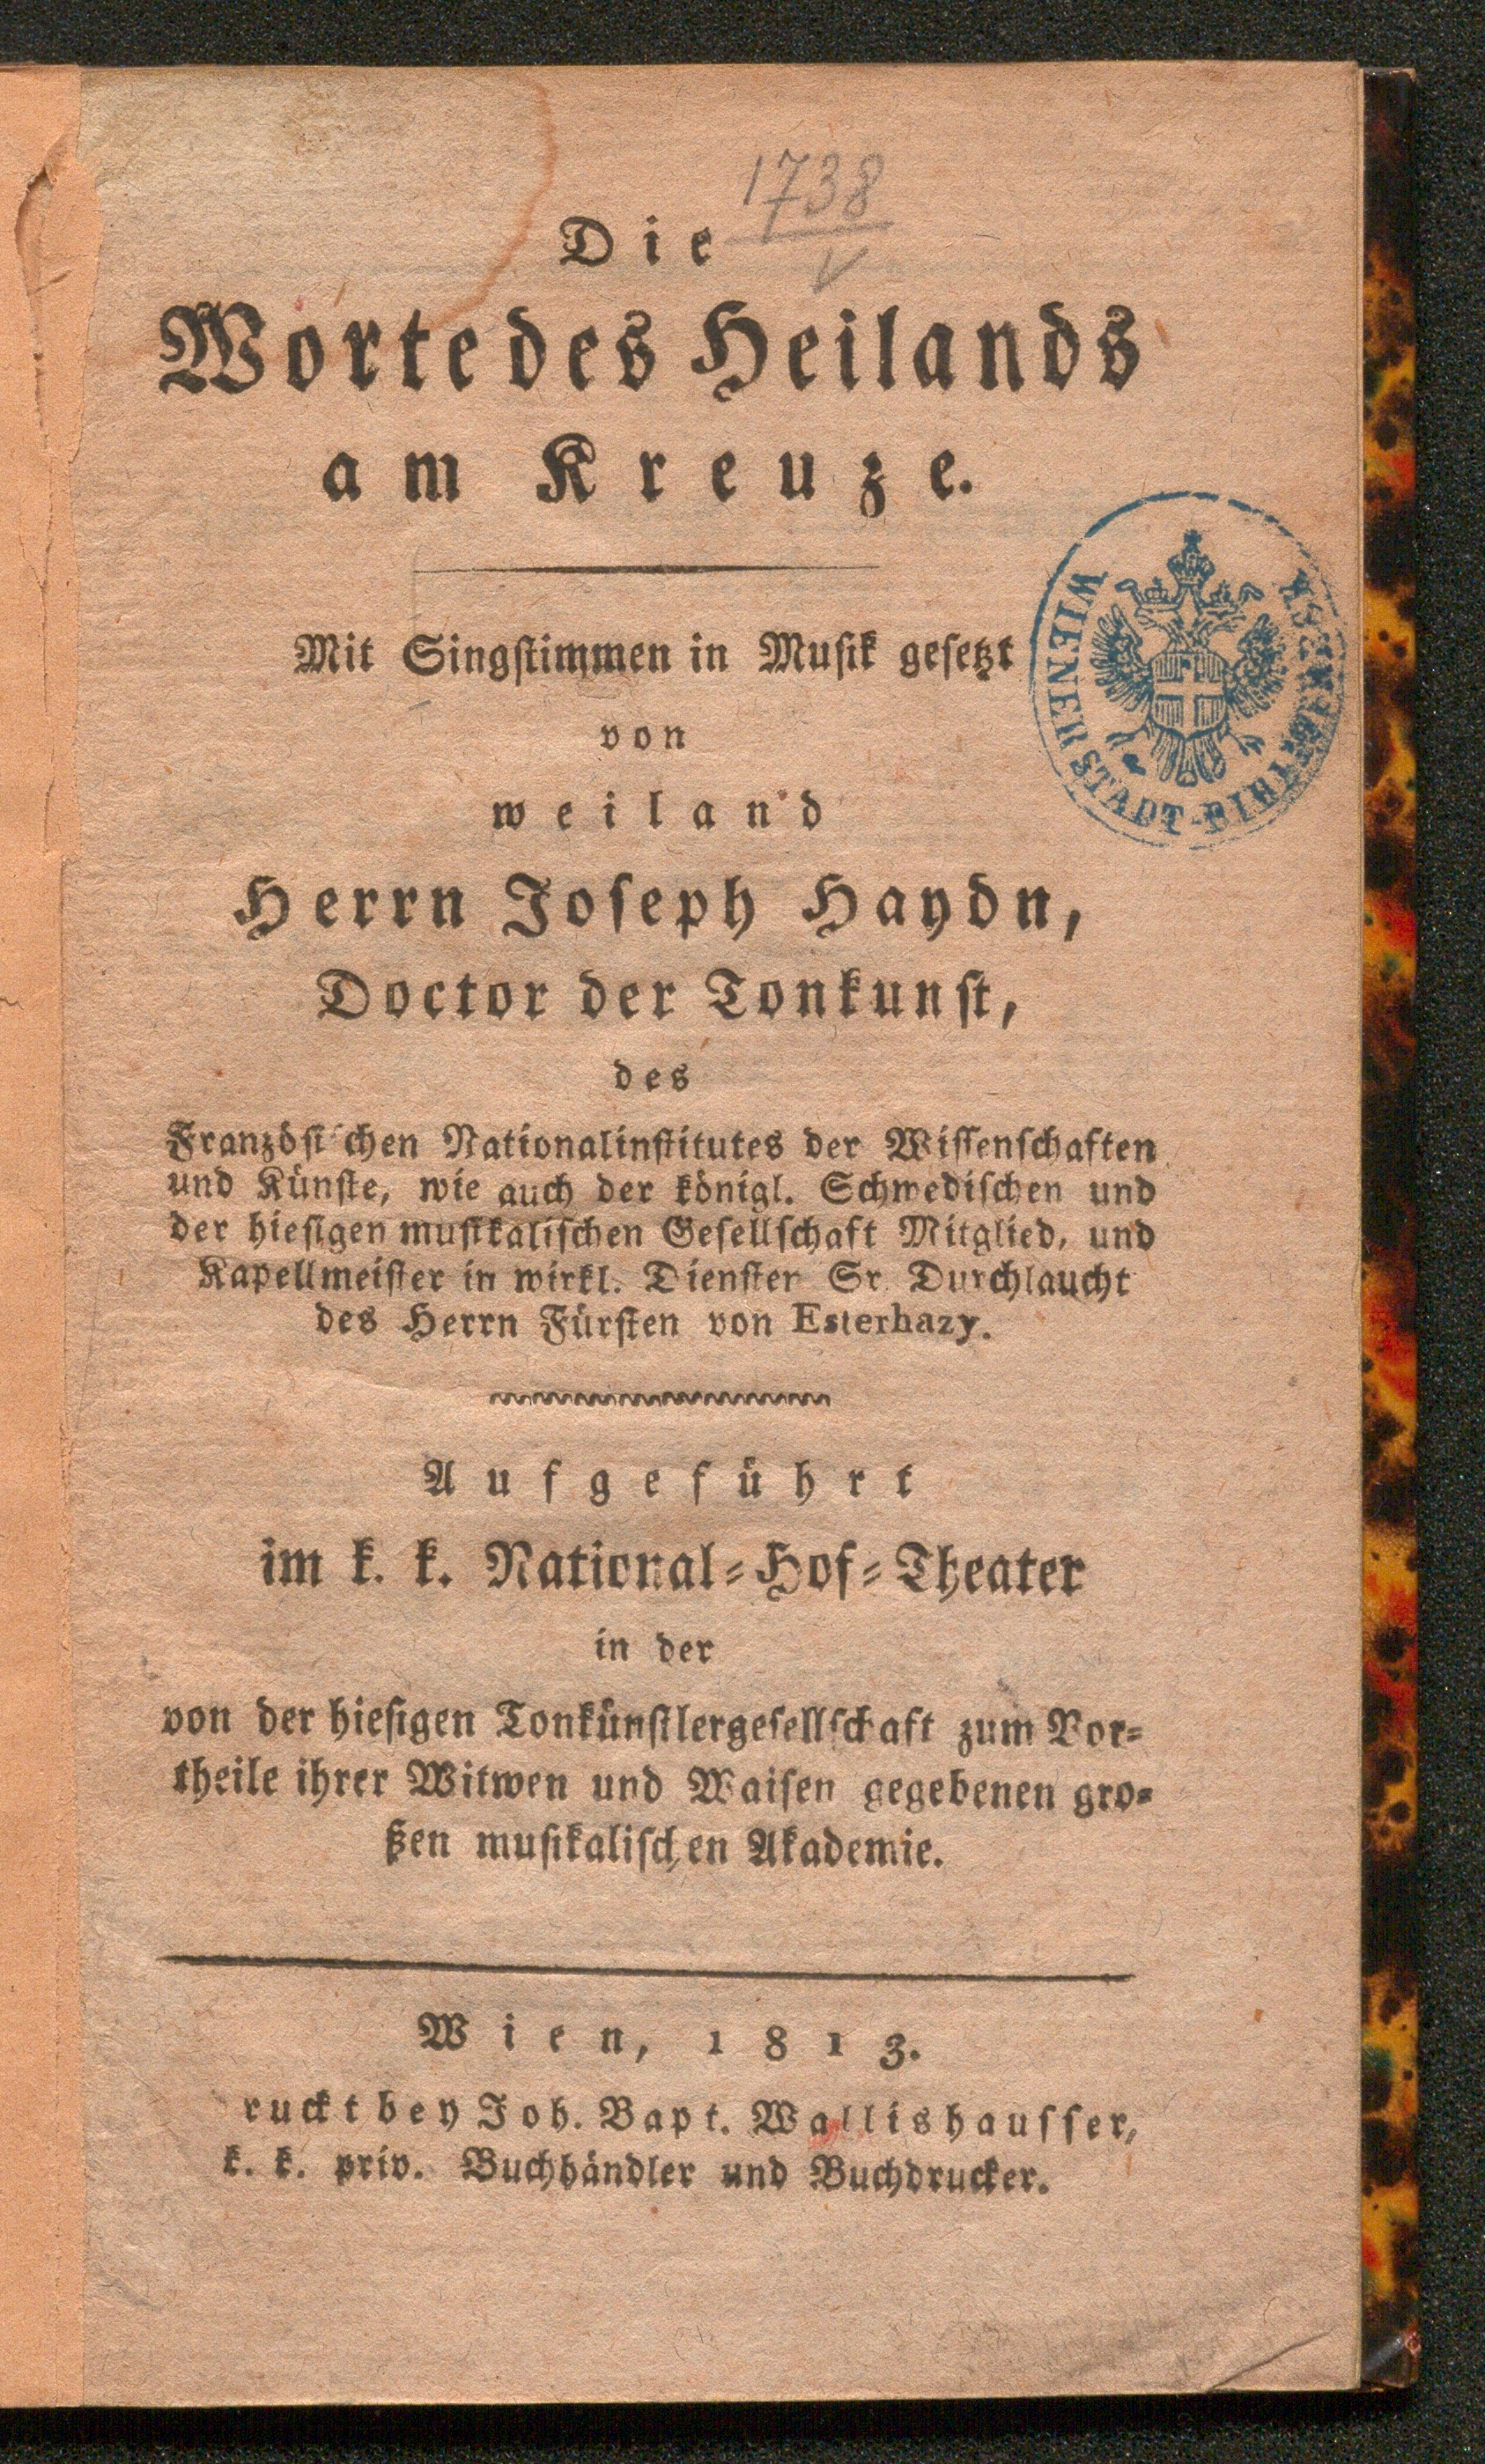 1738
V
Die
Worte des Heilands
am Kreuze.
Mit Singstimmen in Musik gesetzt
von
weiland
Herrn Joseph Haydn,
Doctor der Tonkunst,
des
Französischen Nationalinstitutes der Wissenschaften
und Künste, wie auch der königl. Schwedischen und
der hiesigen musikalischen Gesellschaft Mitglied, und
Kapellmeister in wirkl. Diensten Sr. Durchlaucht
des Herrn Fürsten von Esterhazy.
Aufgeführt
im k. k. National-Hof-Theater
in der
von der hiesigen Tonkünstlergesellschaft zum Vor-
theile ihrer Witwen und Waisen gegebenen gro-
ßen musikalischen Akademie.
Wien, 1813.
ruckt bey Joh. Bapt. Wallishausser,
k. k. priv. Buchhändler und Buchdrucker.
WIENER STADT-BIBLIOTHEK